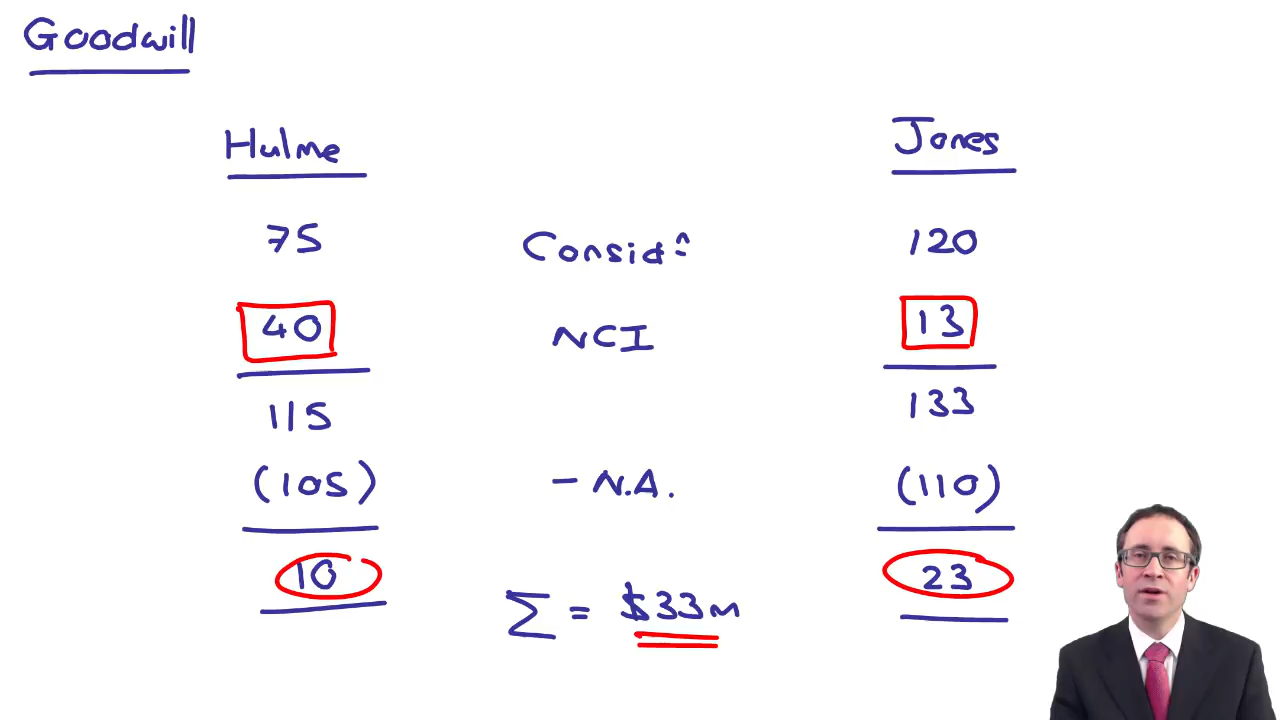 Goodwill
Hulme Jones
75 Consid^n 120
40 NCI 13
115 133
(105) - N.A. (110)
10 23
Σ = $33m